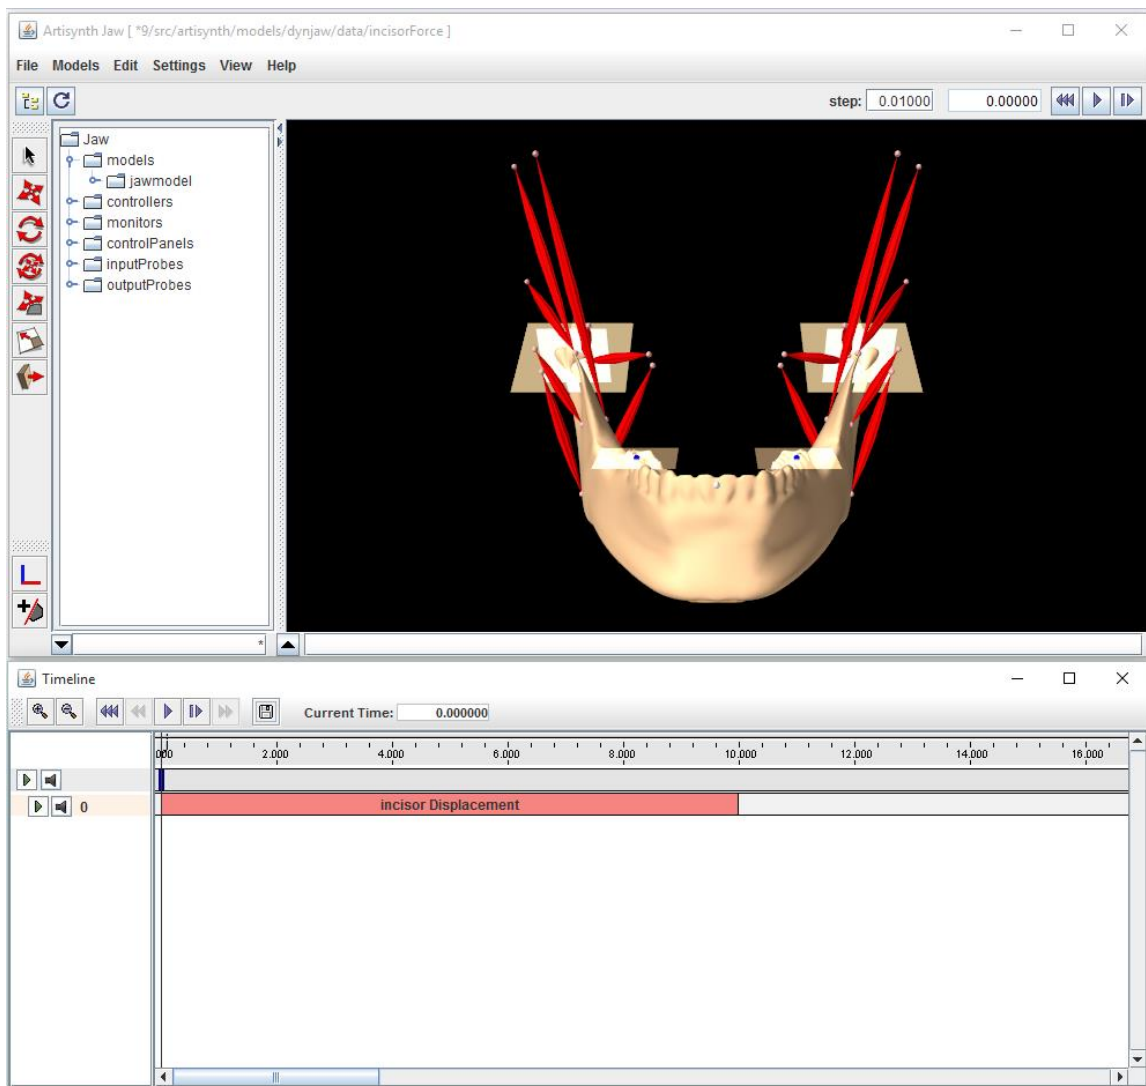 Artisynth Jaw [ *9/src/artisynth/models/dynjaw/data/incisorForce ]
File Models Edit Settings View Help
step: 0.01000 0.00000
Jaw
models
jawmodel
controllers
monitors
controlPanels
inputProbes
outputProbes
*
Timeline
Current Time: 0.000000
2.000 4.000 6.000 8.000 10.000 12.000 14.000 16.000
0 incisor Displacement